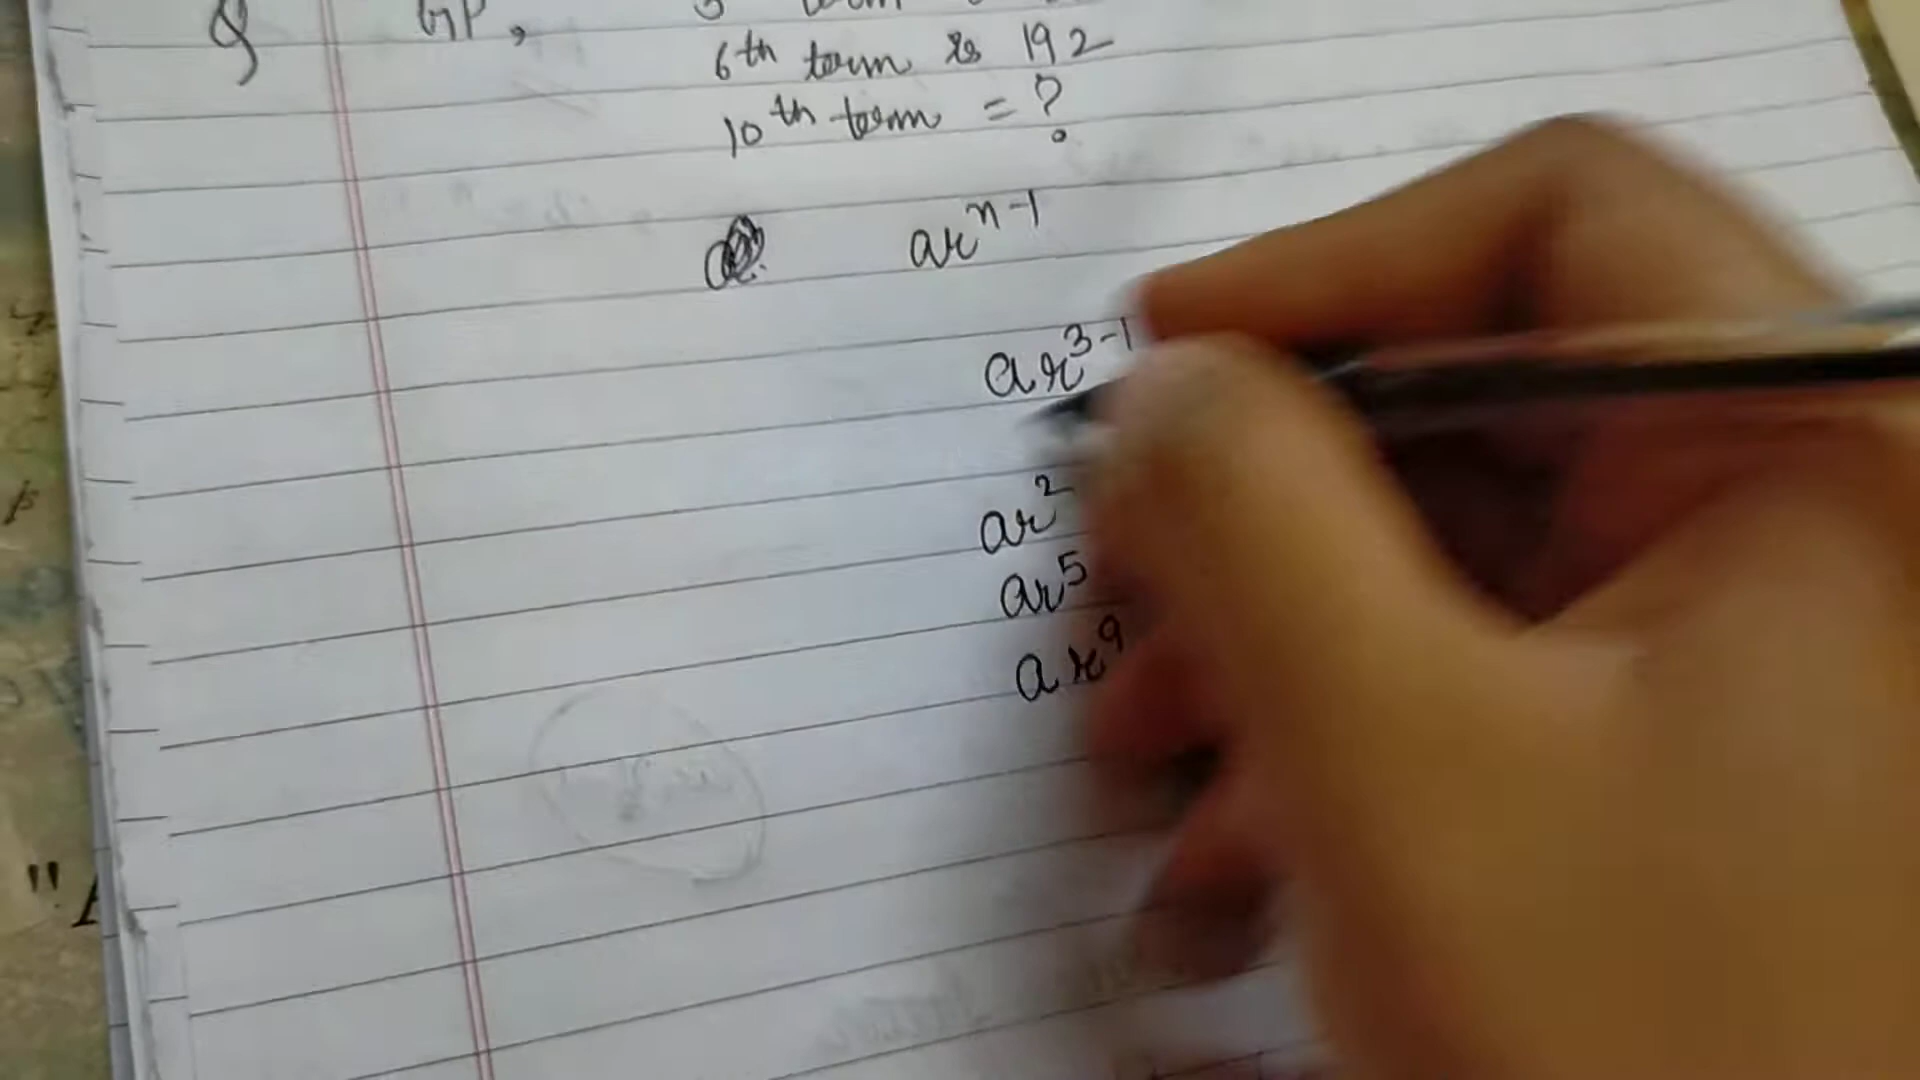 Q GP,
6th term is 192
10th term = ?
ar^n-1
ar^3-1
ar^2
ar^5
ar^9
"A